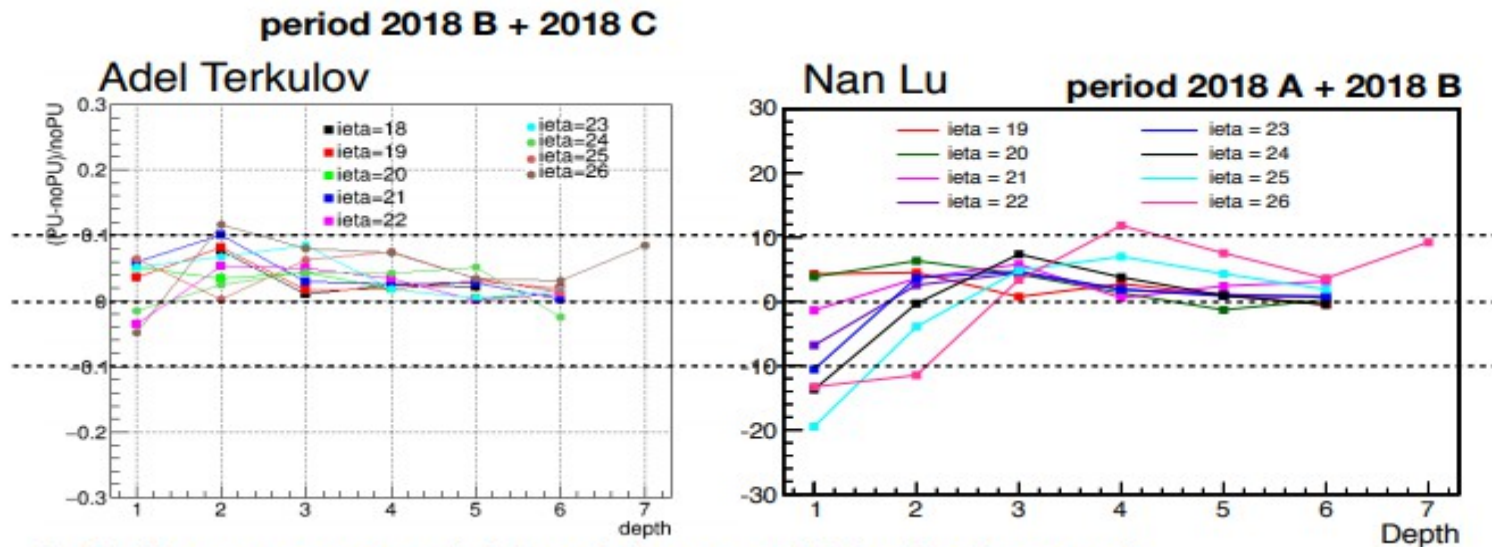 period 2018 B + 2018 C
Adel Terkulov
(PU-noPU)/noPU
0.3
0.2
0.1
0
−0.1
−0.2
−0.3
ieta=18
ieta=19
ieta=20
ieta=21
ieta=22
ieta=23
ieta=24
ieta=25
ieta=26
1 2 3 4 5 6 7
depth
Nan Lu
period 2018 A + 2018 B
30
20
10
0
-10
-20
-30
ieta = 19
ieta = 20
ieta = 21
ieta = 22
ieta = 23
ieta = 24
ieta = 25
ieta = 26
1 2 3 4 5 6 7
Depth